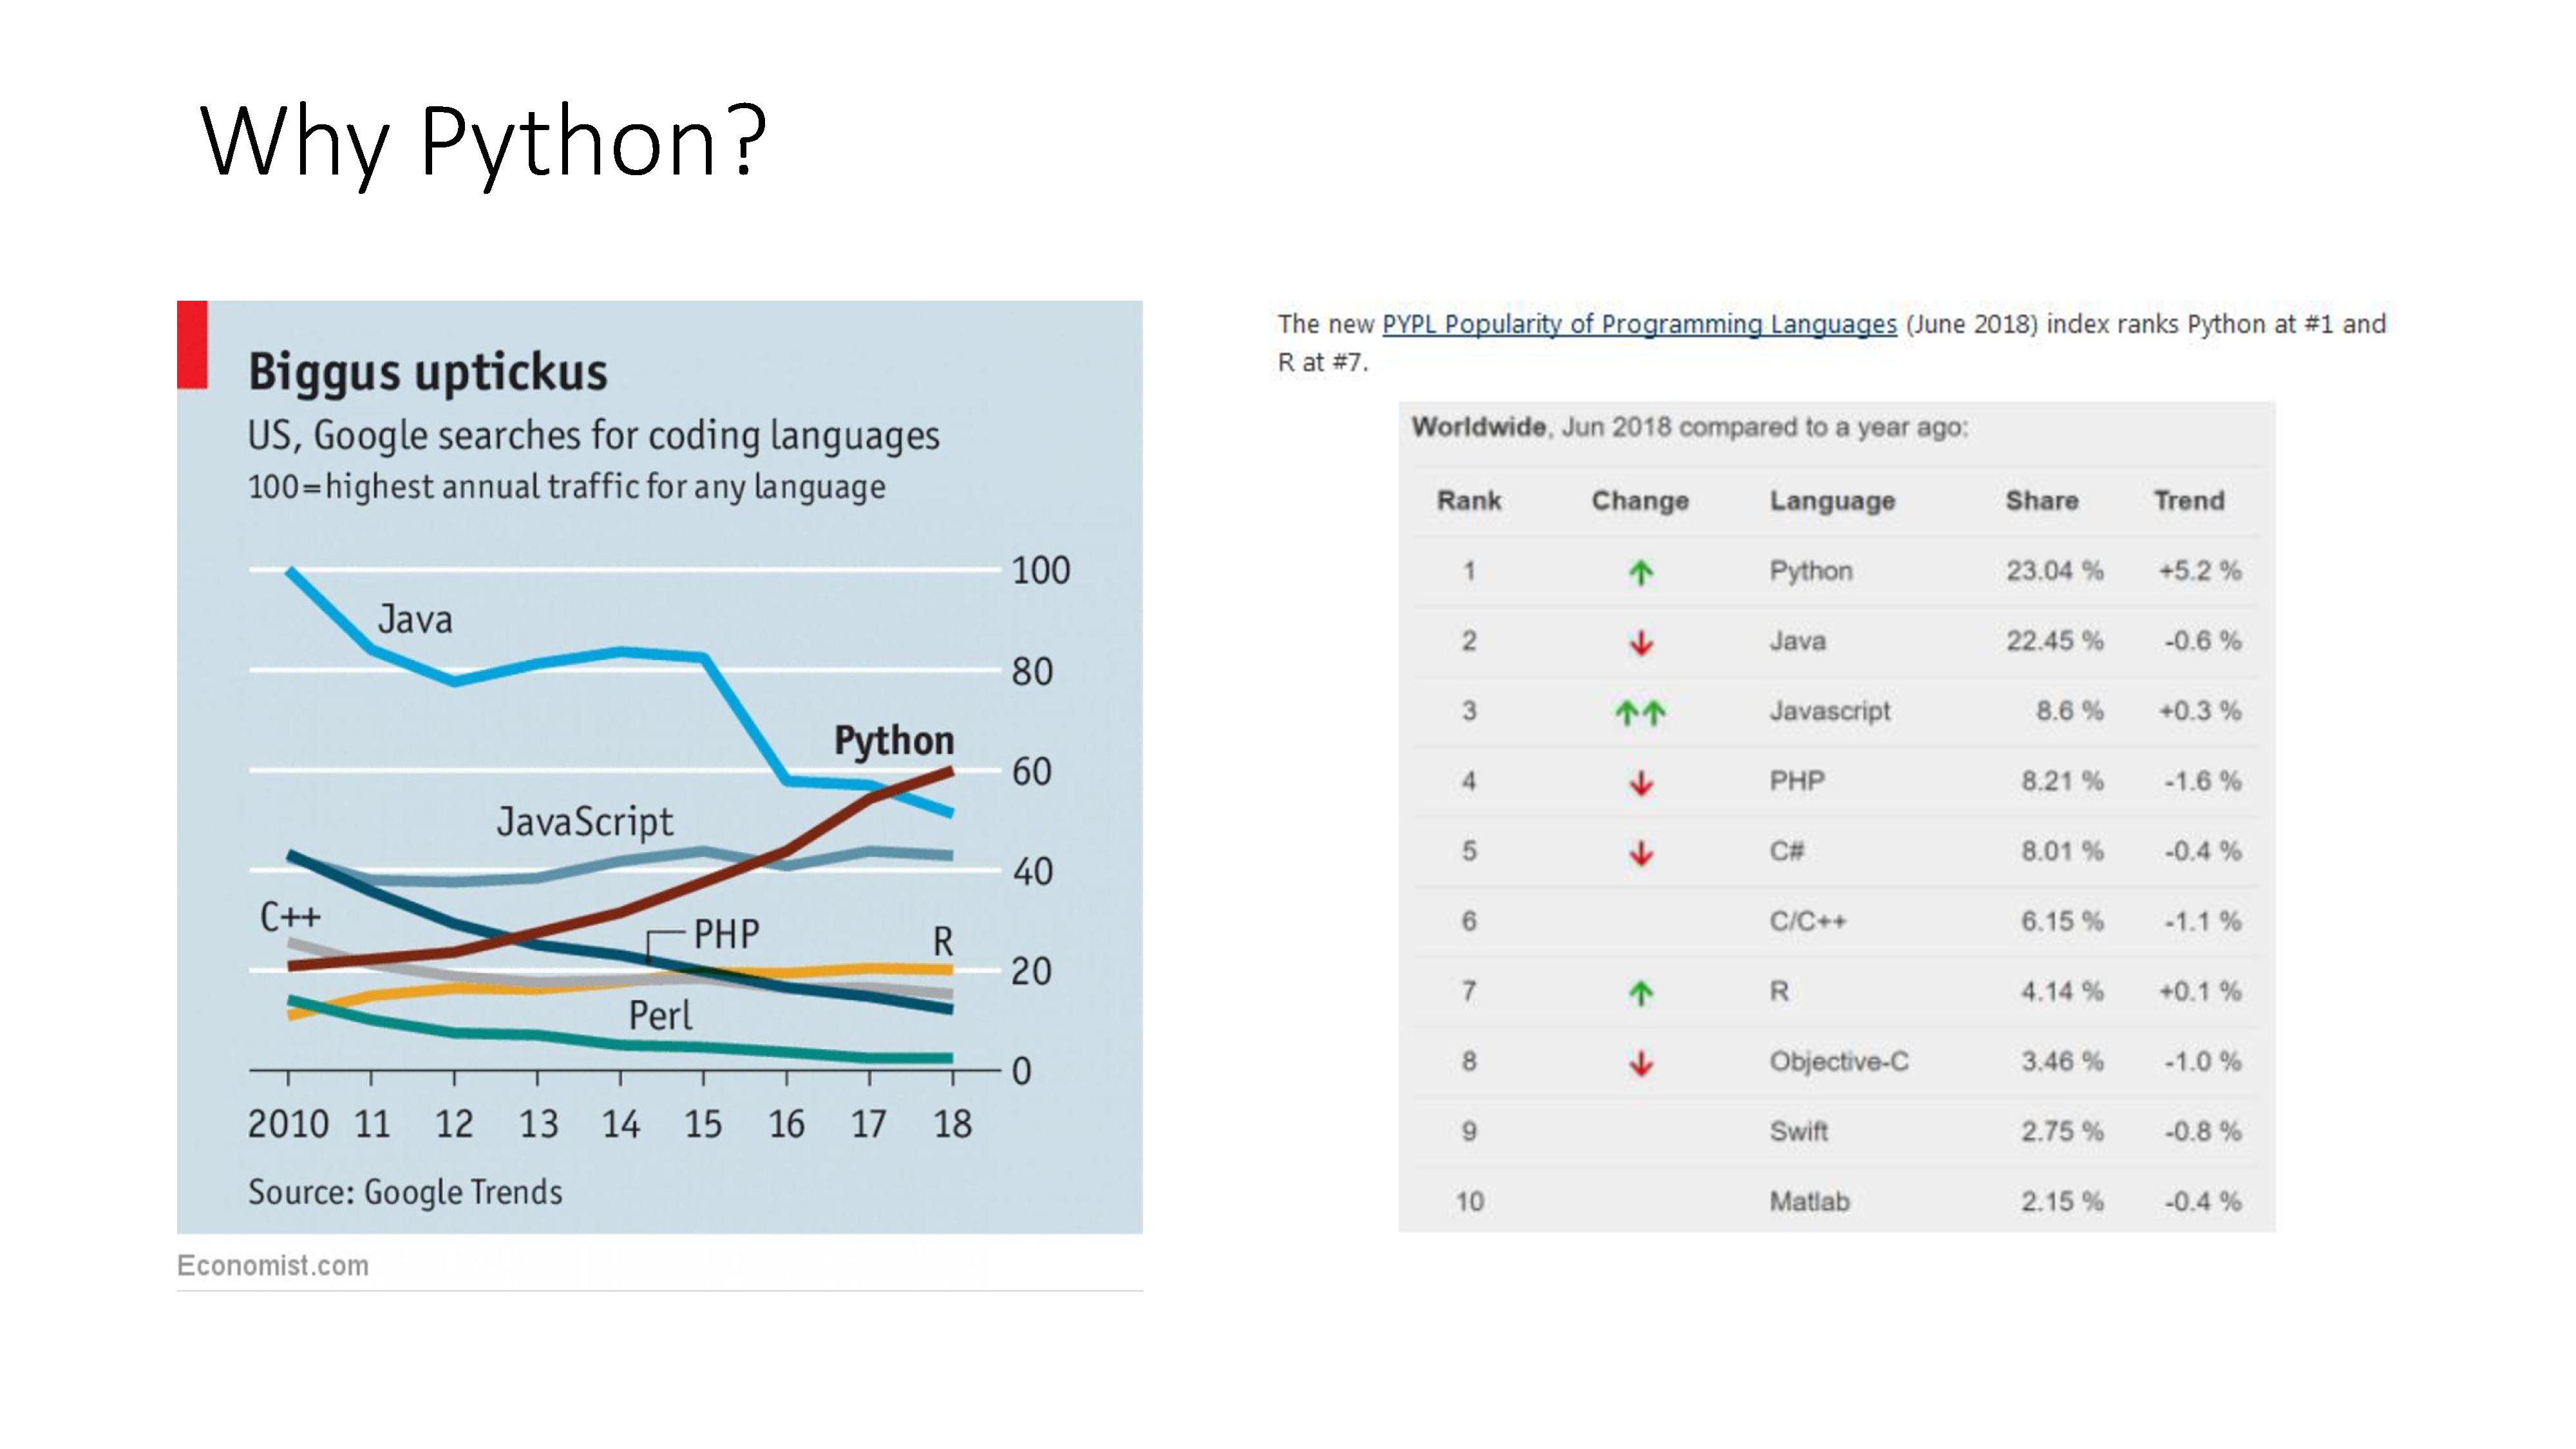 Why Python?
Biggus uptickus
US, Google searches for coding languages
100=highest annual traffic for any language
100
Java
80
Python
60
JavaScript
40
C++
PHP
R
20
Perl
0
2010 11 12 13 14 15 16 17 18
Source: Google Trends
Economist.com
The new PYPL Popularity of Programming Languages (June 2018) index ranks Python at #1 and
R at #7.
Worldwide, Jun 2018 compared to a year ago:
Rank Change Language Share Trend
1 ↑ Python 23.04 % +5.2 %
2 ↓ Java 22.45 % -0.6 %
3 ↑↑ Javascript 8.6 % +0.3 %
4 ↓ PHP 8.21 % -1.6 %
5 ↓ C# 8.01 % -0.4 %
6 C/C++ 6.15 % -1.1 %
7 ↑ R 4.14 % +0.1 %
8 ↓ Objective-C 3.46 % -1.0 %
9 Swift 2.75 % -0.8 %
10 Matlab 2.15 % -0.4 %